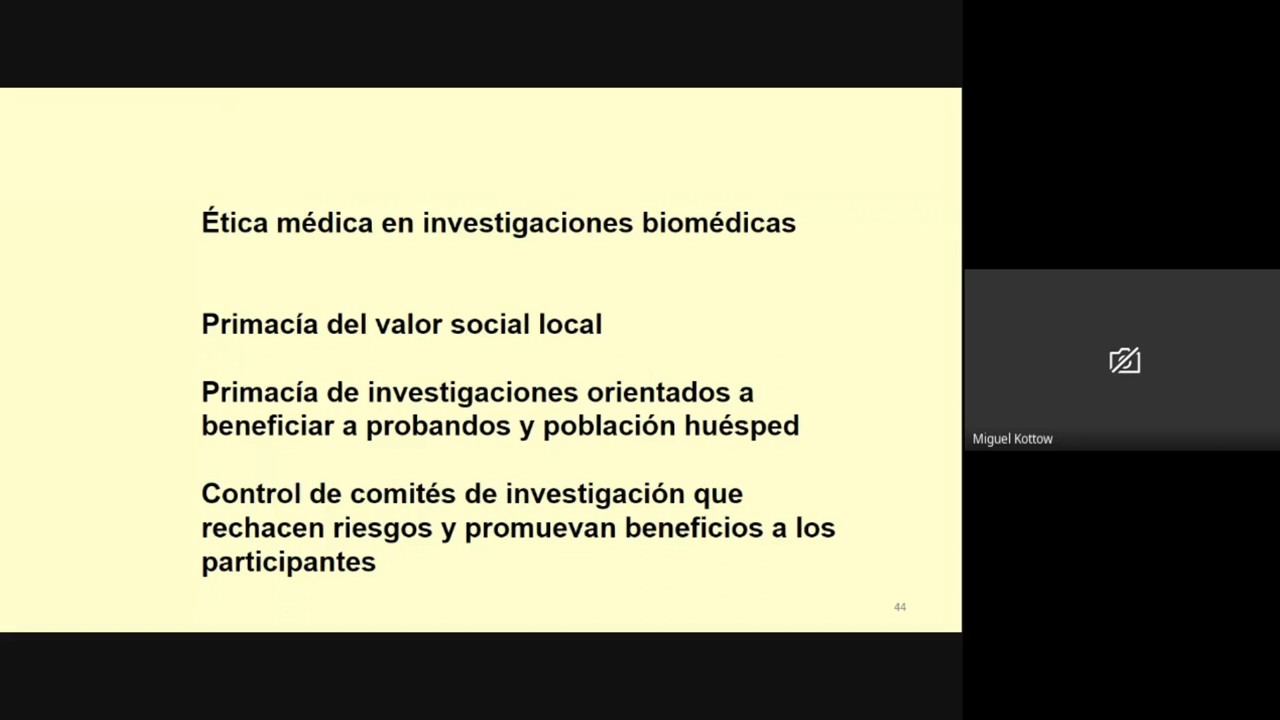 Ética médica en investigaciones biomédicas
Primacía del valor social local
Primacía de investigaciones orientados a
beneficiar a probandos y población huésped
Control de comités de investigación que
rechacen riesgos y promuevan beneficios a los
participantes
44
Miguel Kottow